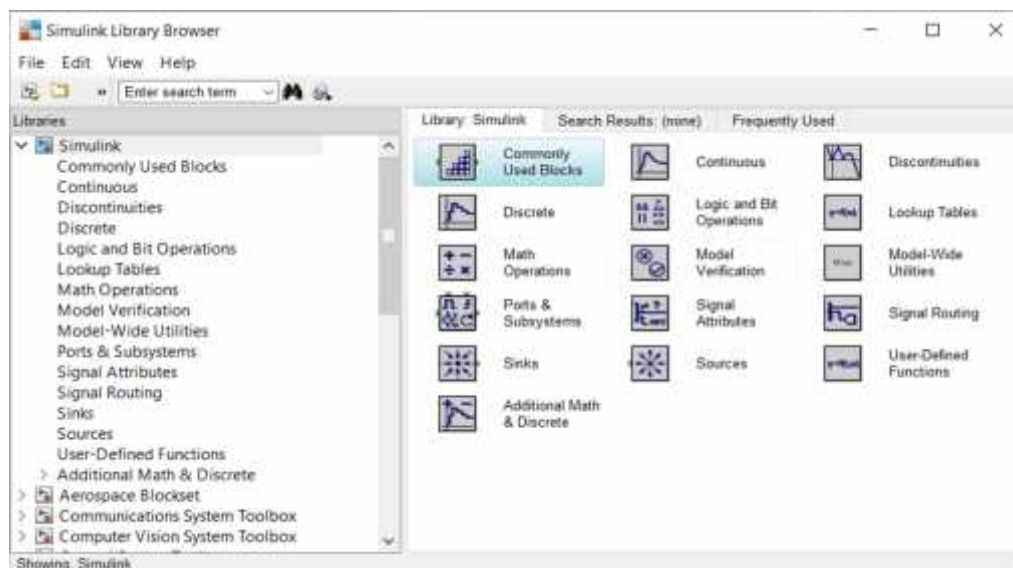 Simulink Library Browser
File Edit View Help
» Enter search term
Libraries
Simulink
Commonly Used Blocks
Continuous
Discontinuities
Discrete
Logic and Bit Operations
Lookup Tables
Math Operations
Model Verification
Model-Wide Utilities
Ports & Subsystems
Signal Attributes
Signal Routing
Sinks
Sources
User-Defined Functions
Additional Math & Discrete
Aerospace Blockset
Communications System Toolbox
Computer Vision System Toolbox
Library: Simulink Search Results: (none) Frequently Used
Commonly
Used Blocks
Continuous
Discontinuities
Discrete
Logic and Bit
Operations
Lookup Tables
Math
Operations
Model
Verification
Model-Wide
Utilities
Ports &
Subsystems
Signal
Attributes
Signal Routing
Sinks
Sources
User-Defined
Functions
Additional Math
& Discrete
Showing: Simulink